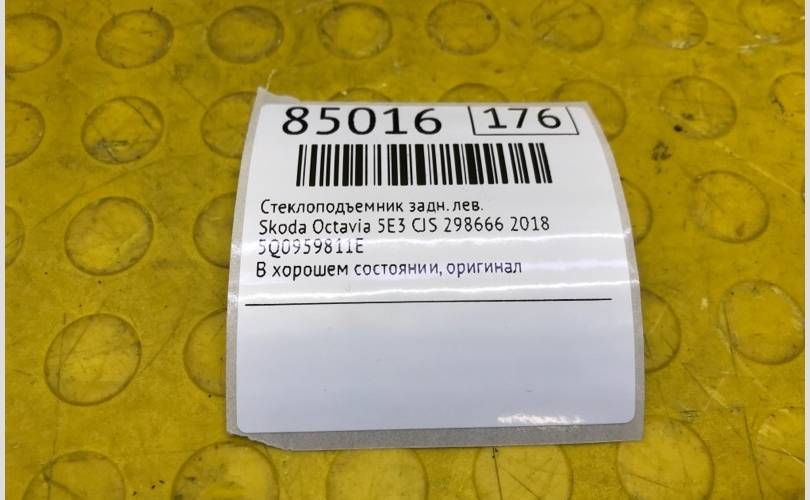 85016 176
Стеклоподъемник задн. лев.
Skoda Octavia 5E3 CJS 298666 2018
5Q0959811E
В хорошем состоянии, оригинал